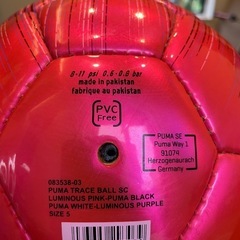 8-11 psi 0.6-0.8 bar
made in pakistan
fabrique au pakistan
PVC
Free
PUMA SE
Puma Way 1
91074
Herzogenaurach
Germany
083538-03
PUMA TRACE BALL SC
LUMINOUS PINK-PUMA BLACK
PUMA WHITE-LUMINOUS PURPLE
SIZE 5